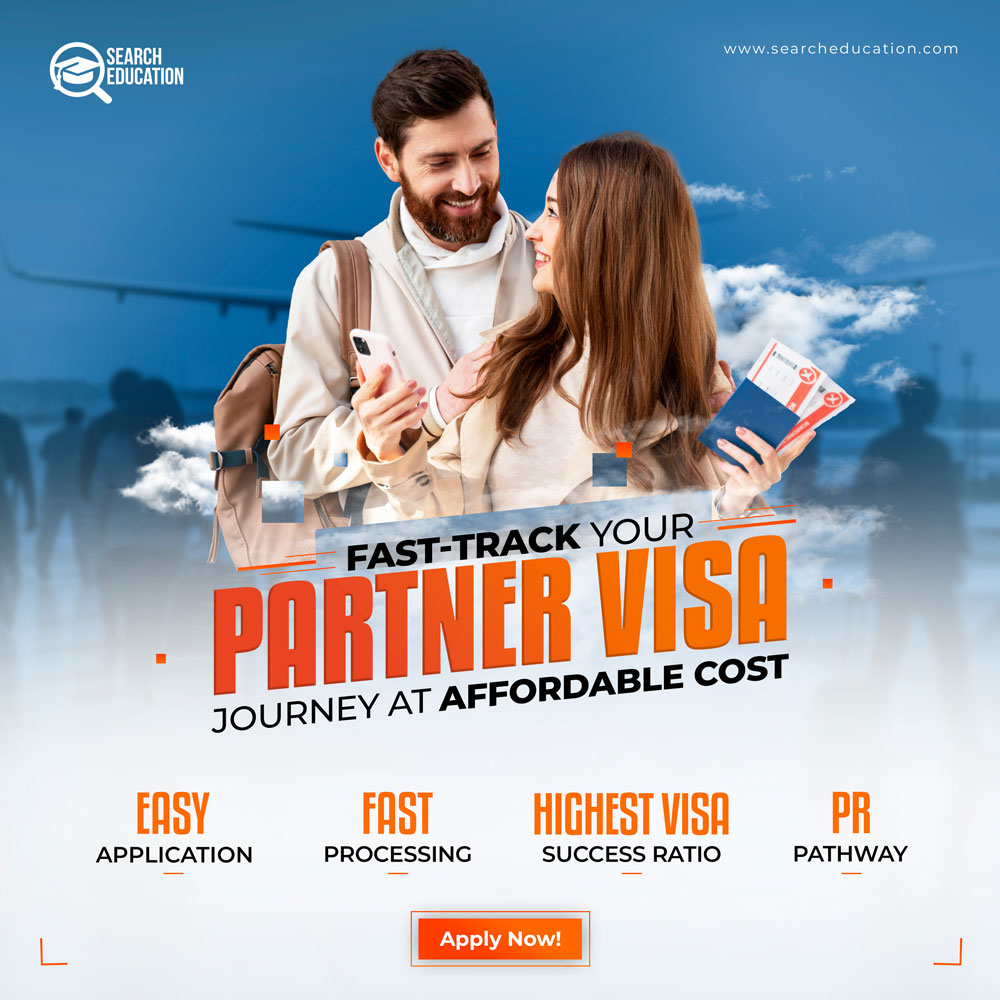 SEARCH
EDUCATION
www.searcheducation.com
FAST-TRACK YOUR
PARTNER VISA
JOURNEY AT AFFORDABLE COST
EASY
APPLICATION
FAST
PROCESSING
HIGHEST VISA
SUCCESS RATIO
PR
PATHWAY
Apply Now!